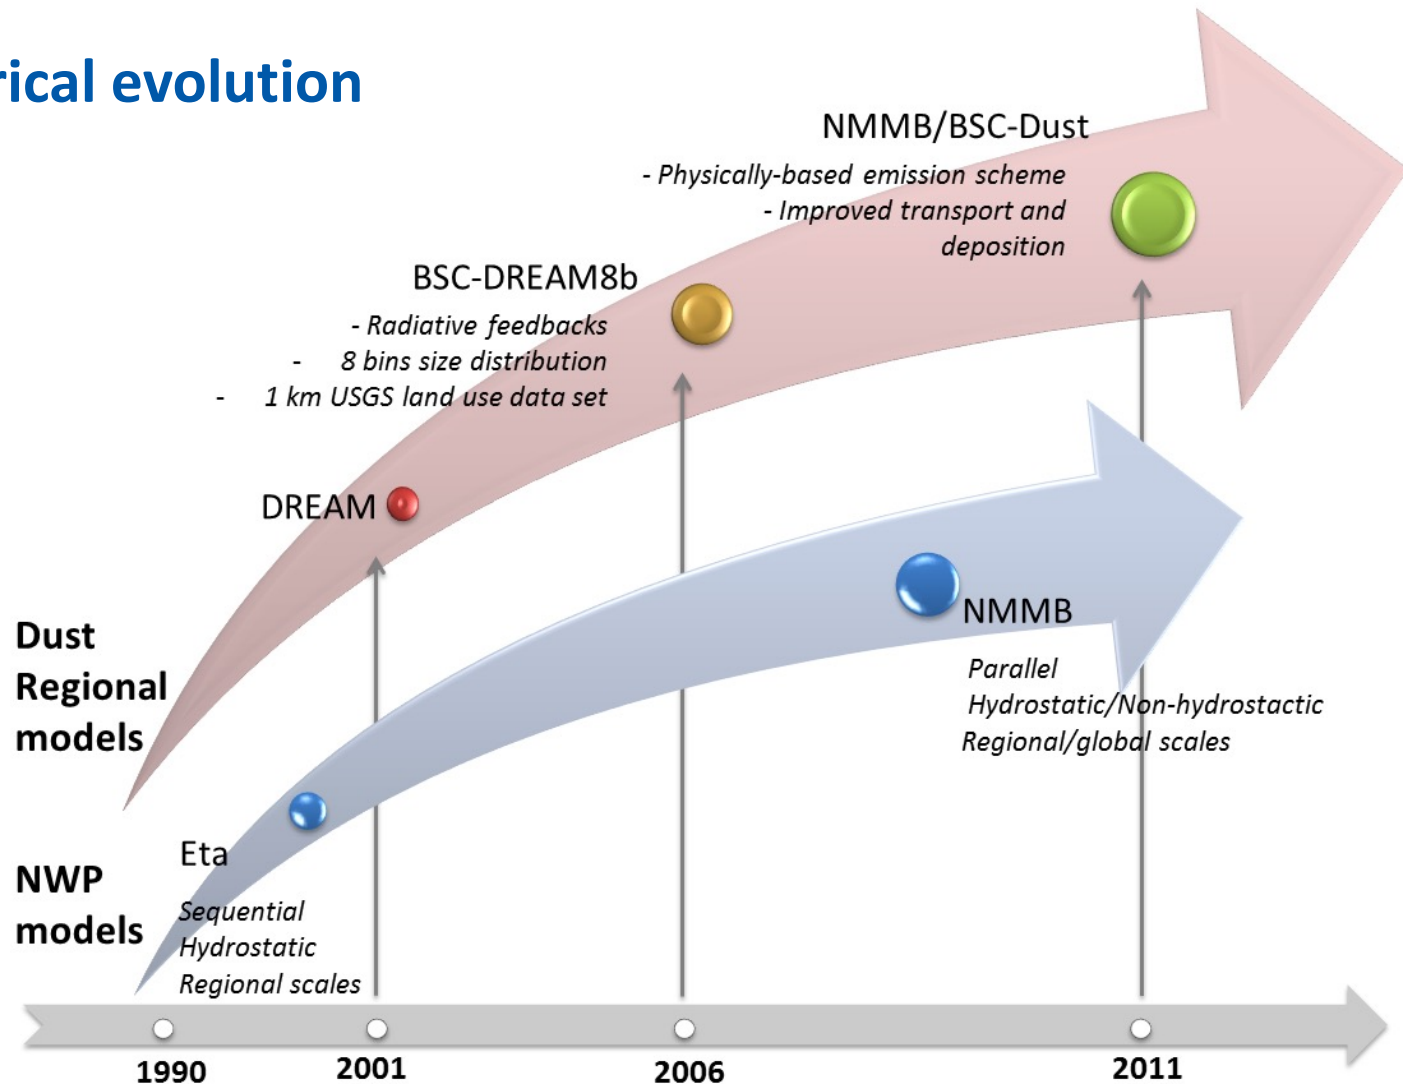 rical evolution
NMMB/BSC-Dust
- Physically-based emission scheme
- Improved transport and
deposition
BSC-DREAM8b
- Radiative feedbacks
- 8 bins size distribution
- 1 km USGS land use data set
DREAM
Dust
Regional
models
NMMB
Parallel
Hydrostatic/Non-hydrostactic
Regional/global scales
Eta
Sequential
Hydrostatic
Regional scales
NWP
models
1990
2001
2006
2011